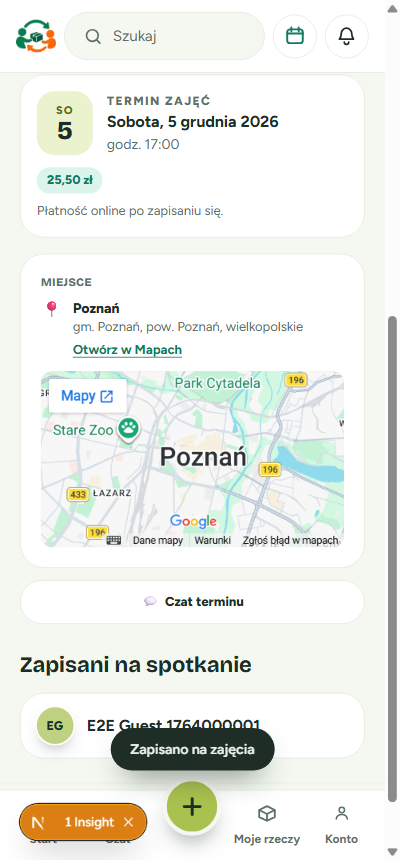 Szukaj
SO
5
TERMIN ZAJĘĆ
Sobota, 5 grudnia 2026
godz. 17:00
25,50 zł
Płatność online po zapisaniu się.
MIEJSCE
Poznań
gm. Poznań, pow. Poznań, wielkopolskie
Otwórz w Mapach
Mapy
Park Cytadela
196
Stare Zoo
Poznań
196
433
ŁAZARZ
196
Google
Dane mapy
Warunki
Zgłoś błąd w mapach
Czat terminu
Zapisani na spotkanie
EG
E2E Guest 1764000001
Zapisano na zajęcia
N
1 Insight
Start
Czat
Moje rzeczy
Konto